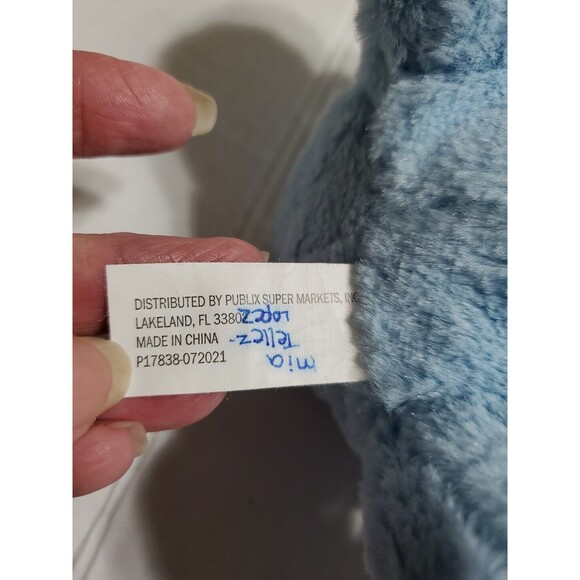 DISTRIBUTED BY PUBLIX SUPER MARKETS, INC
LAKELAND, FL 33802
MADE IN CHINA
P17838-072021
mia
Tellez-
Lopez